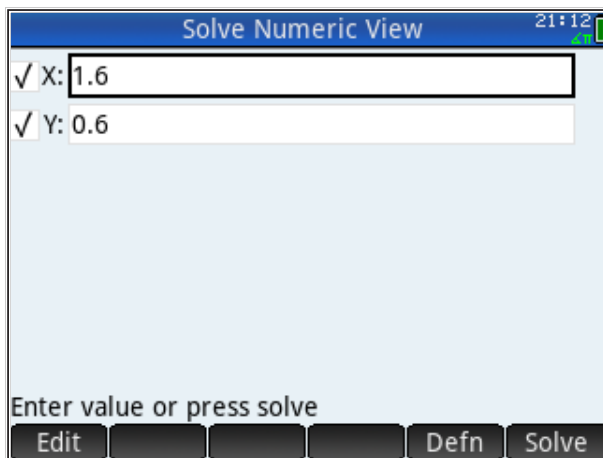 Solve Numeric View 21:12
∡π
√ X: 1.6
√ Y: 0.6
Enter value or press solve
Edit Defn Solve